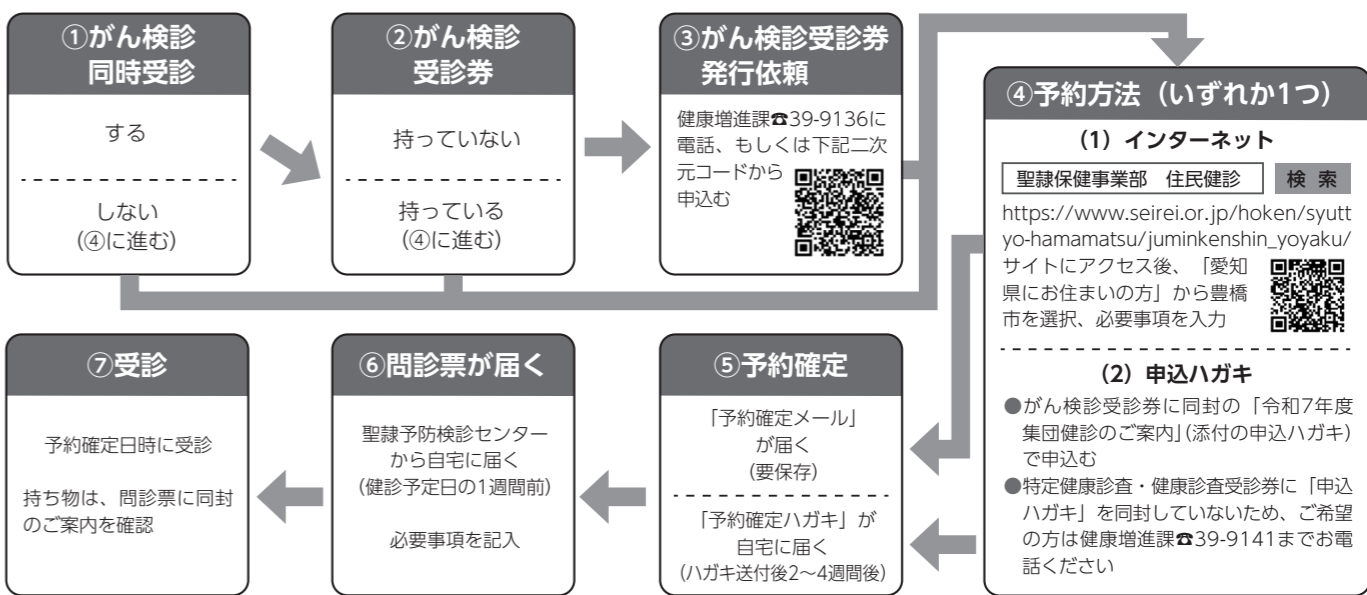 ①がん検診
同時受診
する
しない
(④に進む)
②がん検診
受診券
持っていない
持っている
(④に進む)
③がん検診受診券
発行依頼
健康増進課☎39-9136に
電話、もしくは下記二次
元コードから
申込む
④予約方法（いずれか1つ）
（1）インターネット
聖隷保健事業部　住民健診　検 索
https://www.seirei.or.jp/hoken/syutt
yo-hamamatsu/juminkenshin_yoyaku/
サイトにアクセス後、「愛知
県にお住まいの方」から豊橋
市を選択、必要事項を入力
（2）申込ハガキ
●がん検診受診券に同封の「令和7年度
集団健診のご案内」(添付の申込ハガキ)
で申込む
●特定健康診査・健康診査受診券に「申込
ハガキ」を同封していないため、ご希望
の方は健康増進課☎39-9141までお電
話ください
⑤予約確定
「予約確定メール」
が届く
(要保存)
「予約確定ハガキ」が
自宅に届く
(ハガキ送付後2～4週間後)
⑥問診票が届く
聖隷予防検診センター
から自宅に届く
(健診予定日の1週間前)
必要事項を記入
⑦受診
予約確定日時に受診
持ち物は、問診票に同封
のご案内を確認